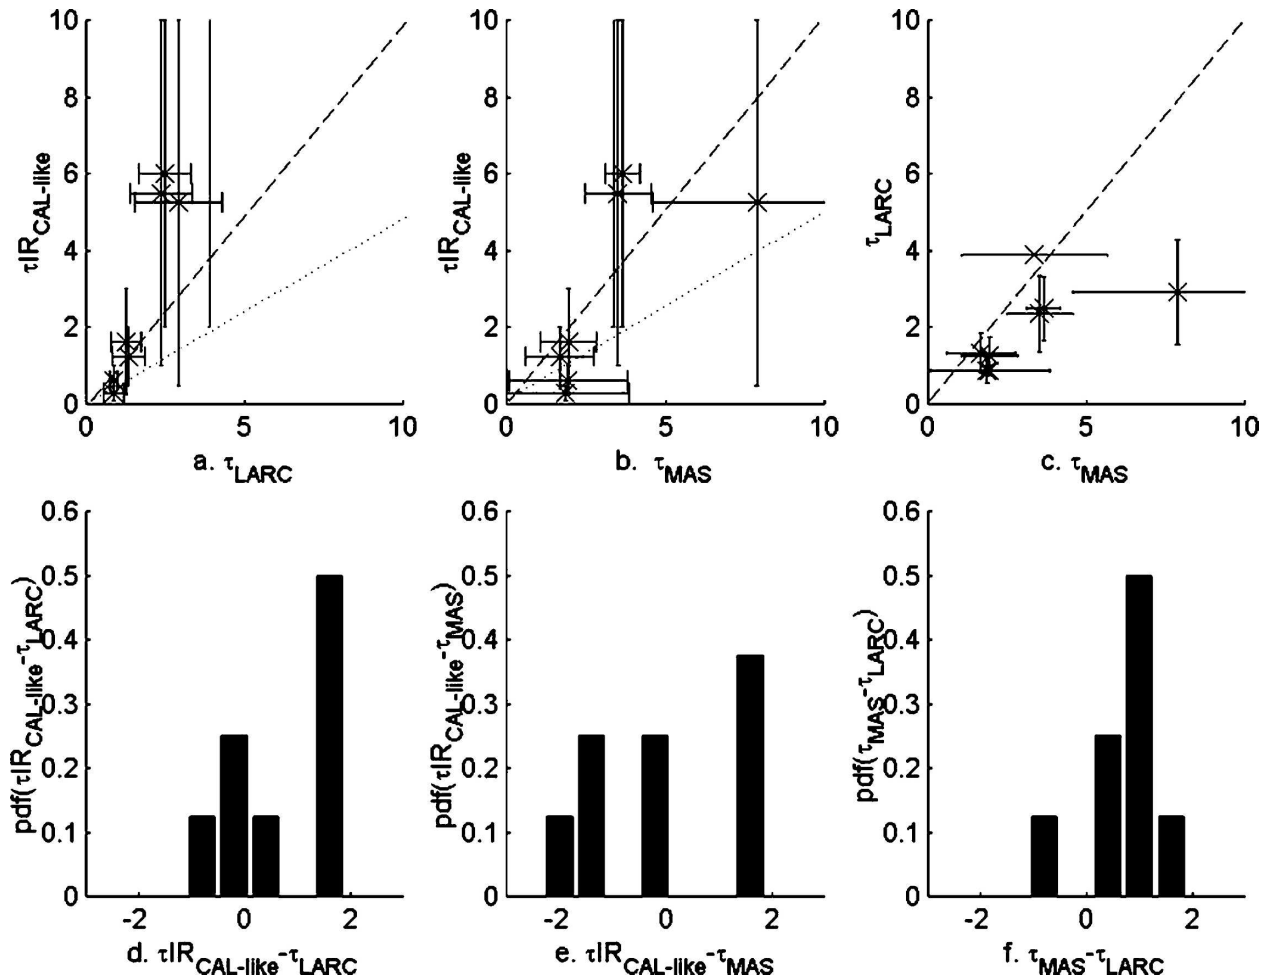 10
8
6
4
2
0
τIR_CAL-like
0 5 10
a. τ_LARC
10
8
6
4
2
0
τIR_CAL-like
0 5 10
b. τ_MAS
10
8
6
4
2
0
τ_LARC
0 5 10
c. τ_MAS
0.6
0.5
0.4
0.3
0.2
0.1
0
pdf(τIR_CAL-like-τ_LARC)
-2 0 2
d. τIR_CAL-like-τ_LARC
0.6
0.5
0.4
0.3
0.2
0.1
0
pdf(τIR_CAL-like-τ_MAS)
-2 0 2
e. τIR_CAL-like-τ_MAS
0.6
0.5
0.4
0.3
0.2
0.1
0
pdf(τ_MAS-τ_LARC)
-2 0 2
f. τ_MAS-τ_LARC